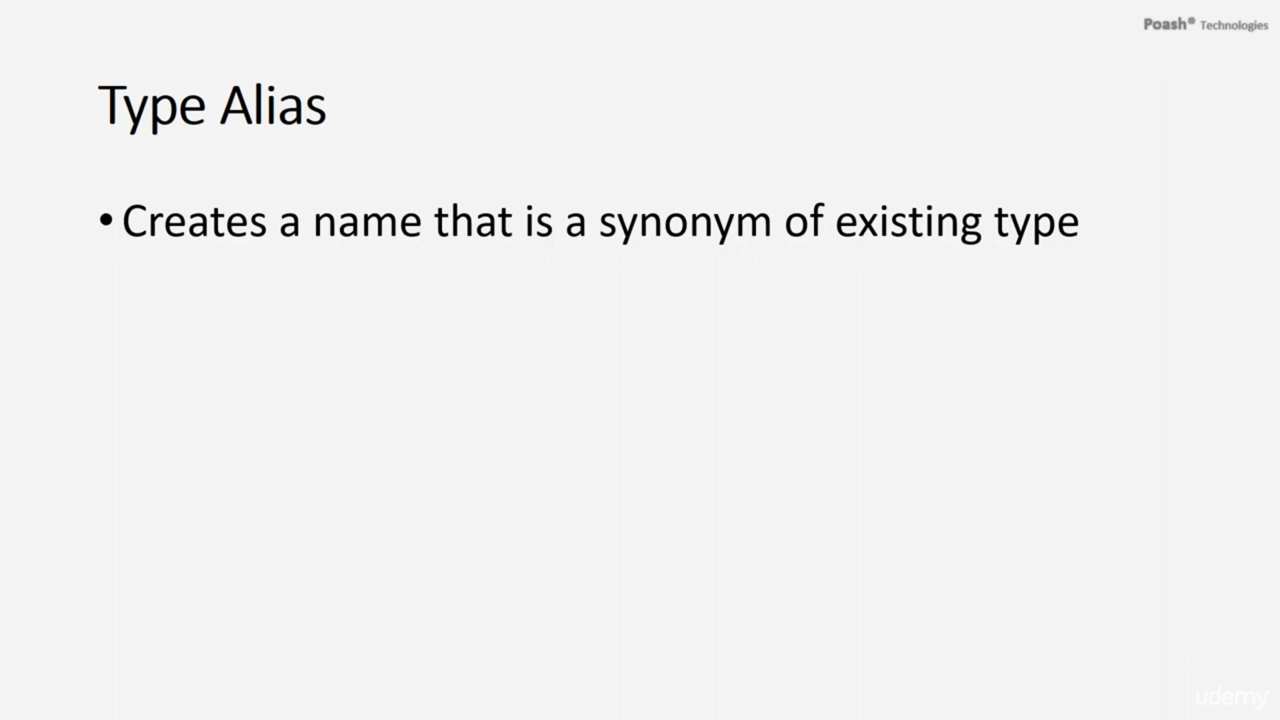 Poash® Technologies
Type Alias
• Creates a name that is a synonym of existing type
udemy